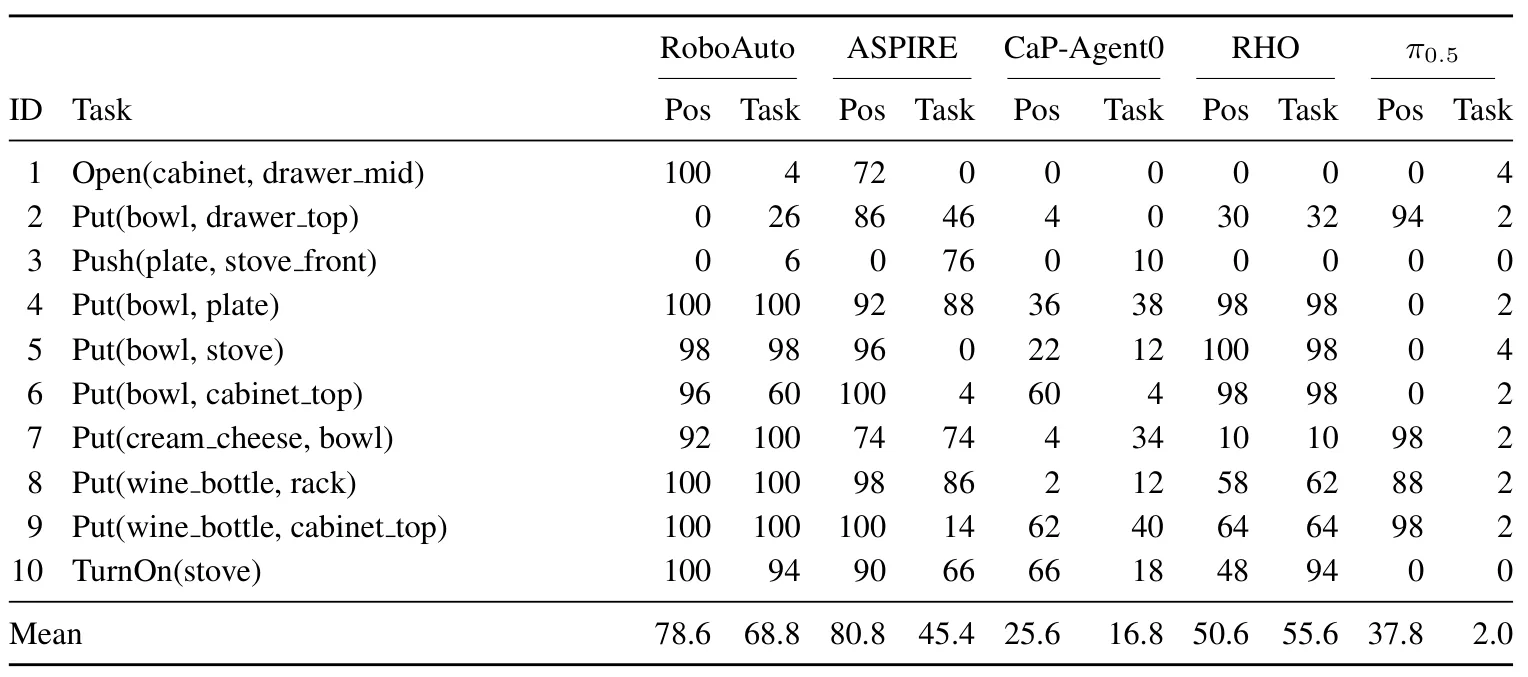 RoboAuto ASPIRE CaP-Agent0 RHO π0.5
ID Task Pos Task Pos Task Pos Task Pos Task Pos Task
1 Open(cabinet, drawer_mid) 100 4 72 0 0 0 0 0 0 4
2 Put(bowl, drawer_top) 0 26 86 46 4 0 30 32 94 2
3 Push(plate, stove_front) 0 6 0 76 0 10 0 0 0 0
4 Put(bowl, plate) 100 100 92 88 36 38 98 98 0 2
5 Put(bowl, stove) 98 98 96 0 22 12 100 98 0 4
6 Put(bowl, cabinet_top) 96 60 100 4 60 4 98 98 0 2
7 Put(cream_cheese, bowl) 92 100 74 74 4 34 10 10 98 2
8 Put(wine_bottle, rack) 100 100 98 86 2 12 58 62 88 2
9 Put(wine_bottle, cabinet_top) 100 100 100 14 62 40 64 64 98 2
10 TurnOn(stove) 100 94 90 66 66 18 48 94 0 0
Mean 78.6 68.8 80.8 45.4 25.6 16.8 50.6 55.6 37.8 2.0